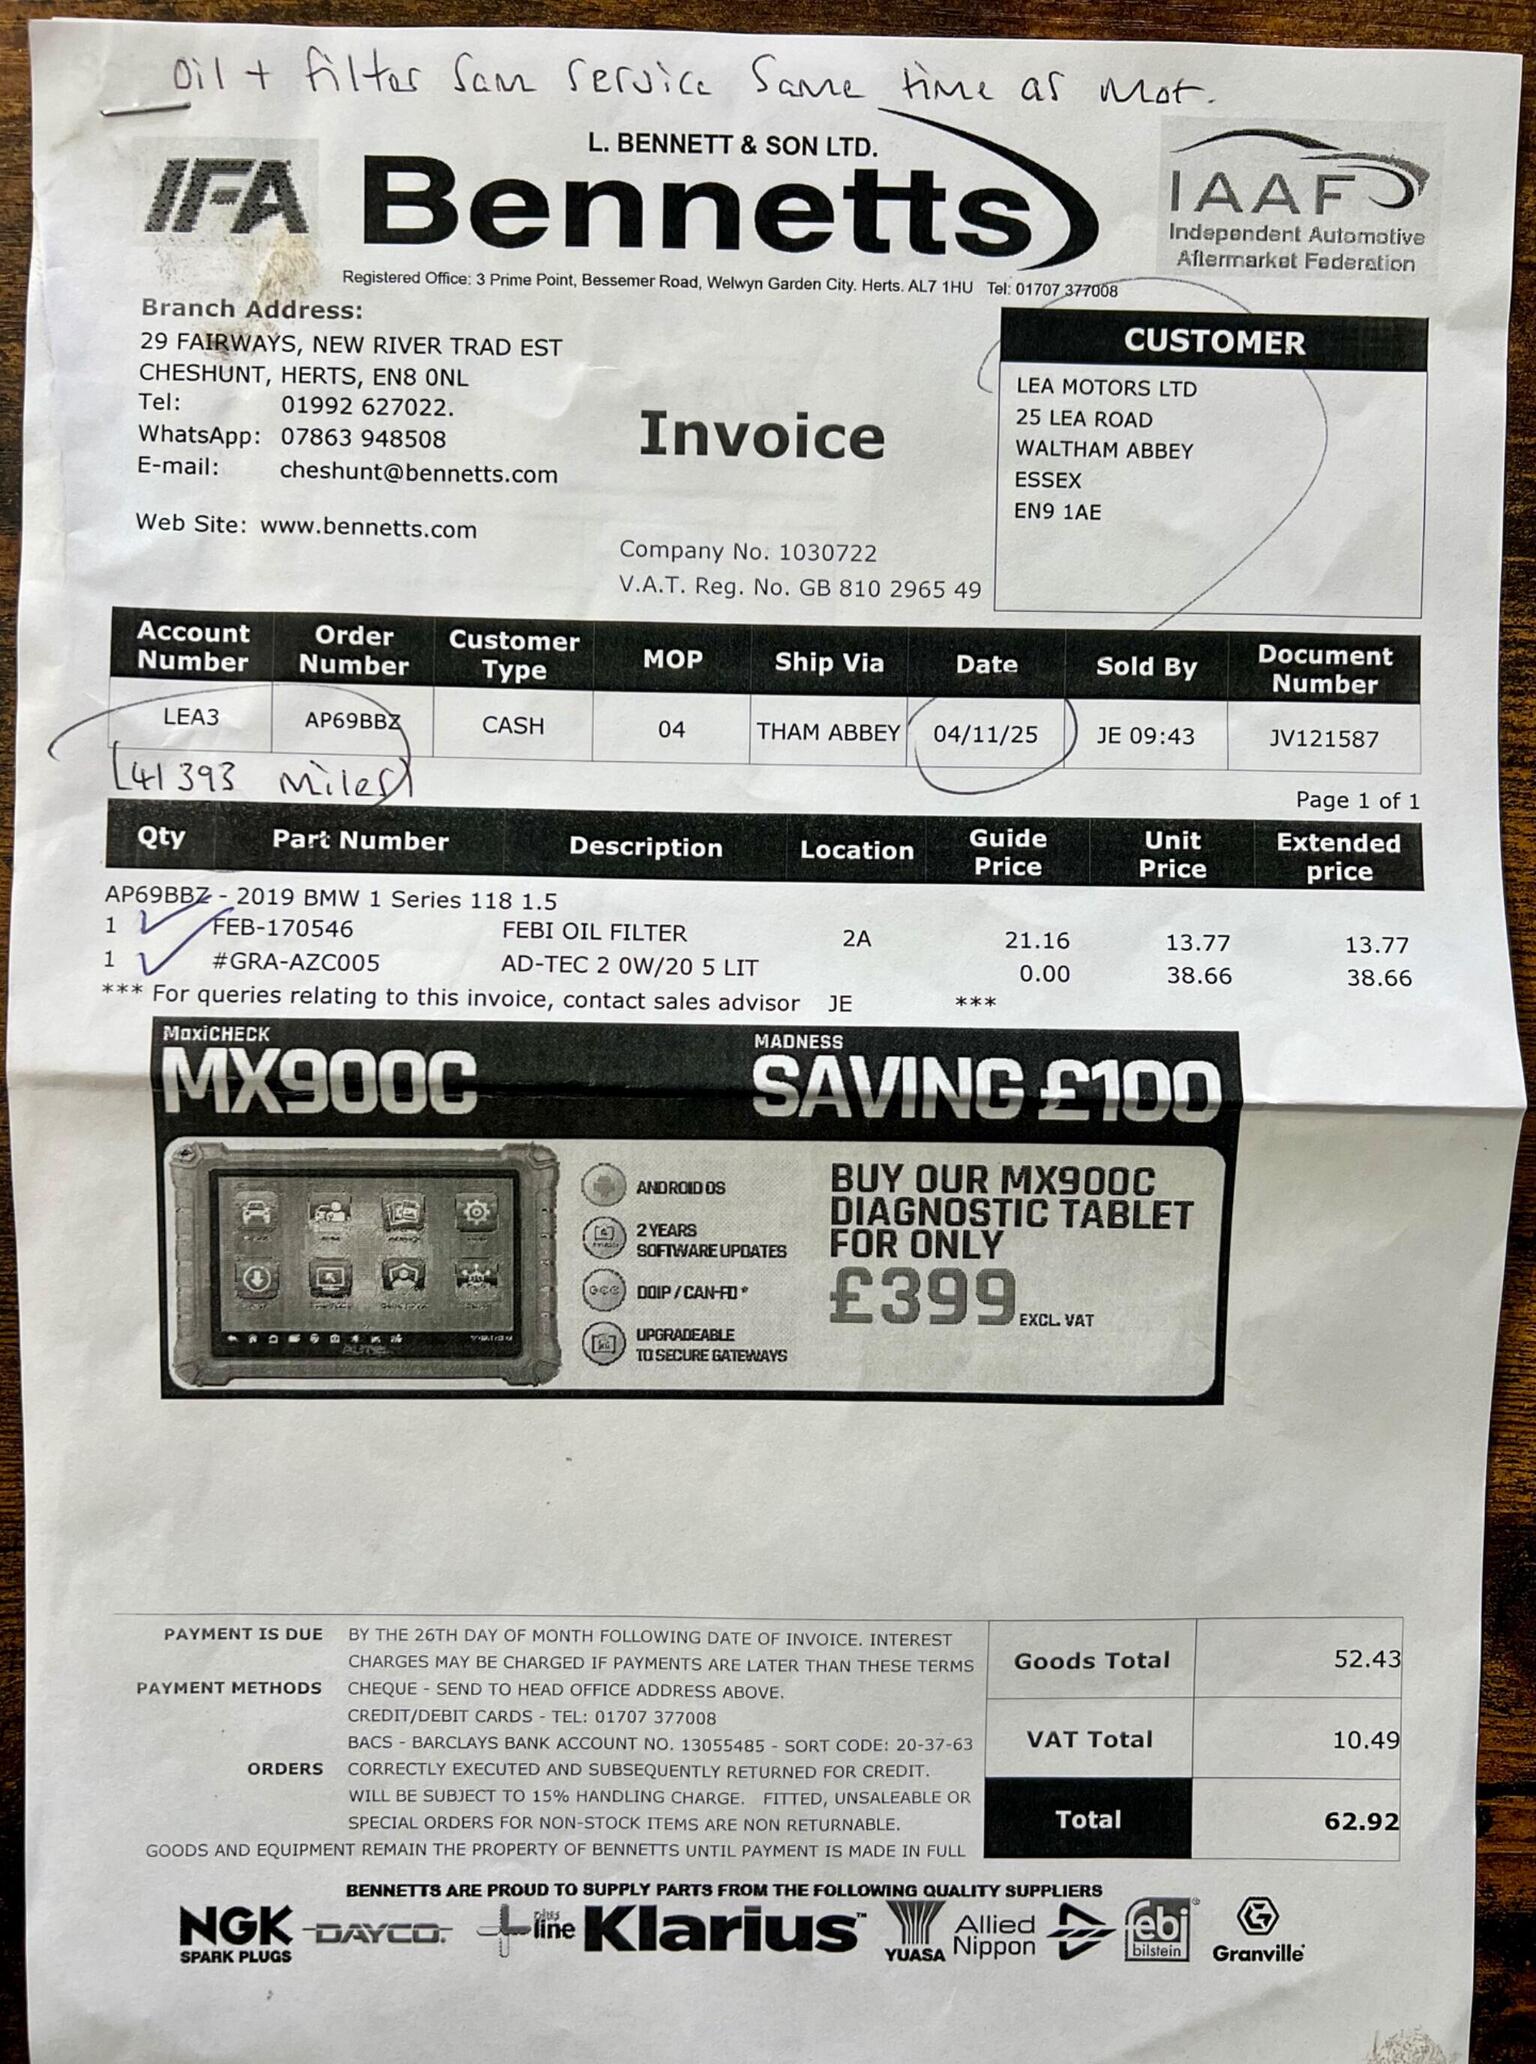 oil + filter Sam service same time as mot.
L. BENNETT & SON LTD.
IFA
Bennetts
IAAF
Independent Automotive
Aftermarket Federation
Registered Office: 3 Prime Point, Bessemer Road, Welwyn Garden City. Herts. AL7 1HU Tel: 01707 377008
Branch Address:
29 FAIRWAYS, NEW RIVER TRAD EST
CHESHUNT, HERTS, EN8 0NL
Tel: 01992 627022.
WhatsApp: 07863 948508
E-mail: cheshunt@bennetts.com
Web Site: www.bennetts.com
Invoice
CUSTOMER
LEA MOTORS LTD
25 LEA ROAD
WALTHAM ABBEY
ESSEX
EN9 1AE
Company No. 1030722
V.A.T. Reg. No. GB 810 2965 49
Account Number Order Number Customer Type MOP Ship Via Date Sold By Document Number
LEA3 AP69BBZ CASH 04 THAM ABBEY 04/11/25 JE 09:43 JV121587
41393 miles
Page 1 of 1
Qty Part Number Description Location Guide Price Unit Price Extended price
AP69BBZ - 2019 BMW 1 Series 118 1.5
1 FEB-170546 FEBI OIL FILTER 2A 21.16 13.77 13.77
1 #GRA-AZC005 AD-TEC 2 0W/20 5 LIT 0.00 38.66 38.66
*** For queries relating to this invoice, contact sales advisor JE ***
MaxiCHECK
MX900C
MADNESS
SAVING £100
ANDROID OS
2 YEARS
SOFTWARE UPDATES
DOIP / CAN-FD *
UPGRADEABLE
TO SECURE GATEWAYS
BUY OUR MX900C
DIAGNOSTIC TABLET
FOR ONLY
£399 EXCL. VAT
PAYMENT IS DUE BY THE 26TH DAY OF MONTH FOLLOWING DATE OF INVOICE. INTEREST
CHARGES MAY BE CHARGED IF PAYMENTS ARE LATER THAN THESE TERMS
PAYMENT METHODS CHEQUE - SEND TO HEAD OFFICE ADDRESS ABOVE.
CREDIT/DEBIT CARDS - TEL: 01707 377008
BACS - BARCLAYS BANK ACCOUNT NO. 13055485 - SORT CODE: 20-37-63
ORDERS CORRECTLY EXECUTED AND SUBSEQUENTLY RETURNED FOR CREDIT.
WILL BE SUBJECT TO 15% HANDLING CHARGE. FITTED, UNSALEABLE OR
SPECIAL ORDERS FOR NON-STOCK ITEMS ARE NON RETURNABLE.
GOODS AND EQUIPMENT REMAIN THE PROPERTY OF BENNETTS UNTIL PAYMENT IS MADE IN FULL
Goods Total 52.43
VAT Total 10.49
Total 62.92
BENNETTS ARE PROUD TO SUPPLY PARTS FROM THE FOLLOWING QUALITY SUPPLIERS
NGK
SPARK PLUGS
DAYCO.
plus line
Klarius™
YUASA
Allied
Nippon
febi
bilstein
Granville